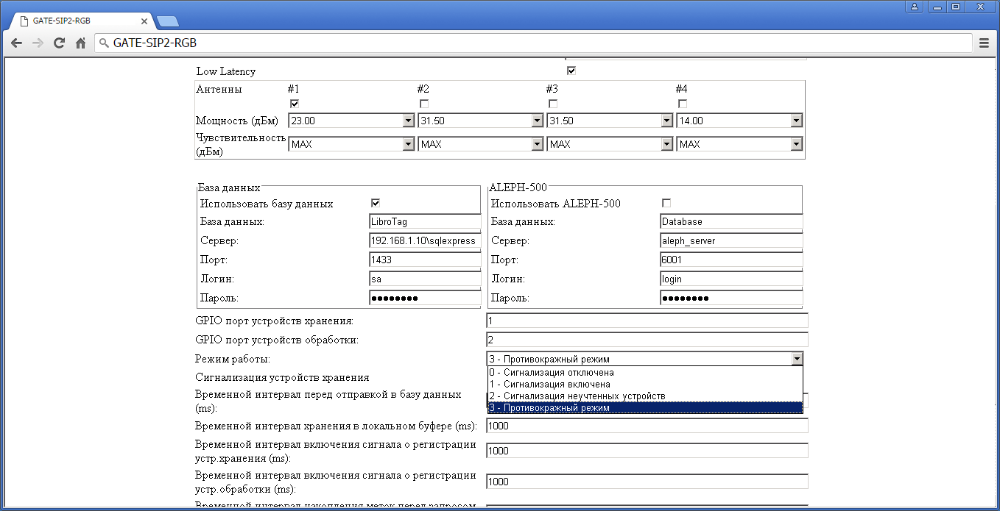 GATE-SIP2-RGB
GATE-SIP2-RGB
Low Latency
Антенны #1 #2 #3 #4
Мощность (дБм) 23.00 31.50 31.50 14.00
Чувствительность
(дБм) MAX MAX MAX MAX
База данных
Использовать базу данных
База данных: LibroTag
Сервер: 192.168.1.10\sqlexpress
Порт: 1433
Логин: sa
Пароль: ●●●●●●●●
ALEPH-500
Использовать ALEPH-500
База данных: Database
Сервер: aleph_server
Порт: 6001
Логин: login
Пароль: ●●●●●●●●
GPIO порт устройств хранения: 1
GPIO порт устройств обработки: 2
Режим работы: 3 - Противокражный режим
0 - Сигнализация отключена
1 - Сигнализация включена
2 - Сигнализация неучтенных устройств
3 - Противокражный режим
Сигнализация устройств хранения
Временной интервал перед отправкой в базу данных
(ms):
Временной интервал хранения в локальном буфере (ms): 1000
Временной интервал включения сигнала о регистрации
устр.хранения (ms): 1000
Временной интервал включения сигнала о регистрации
устр.обработки (ms): 1000
Временной интервал накопления меток перед запросом